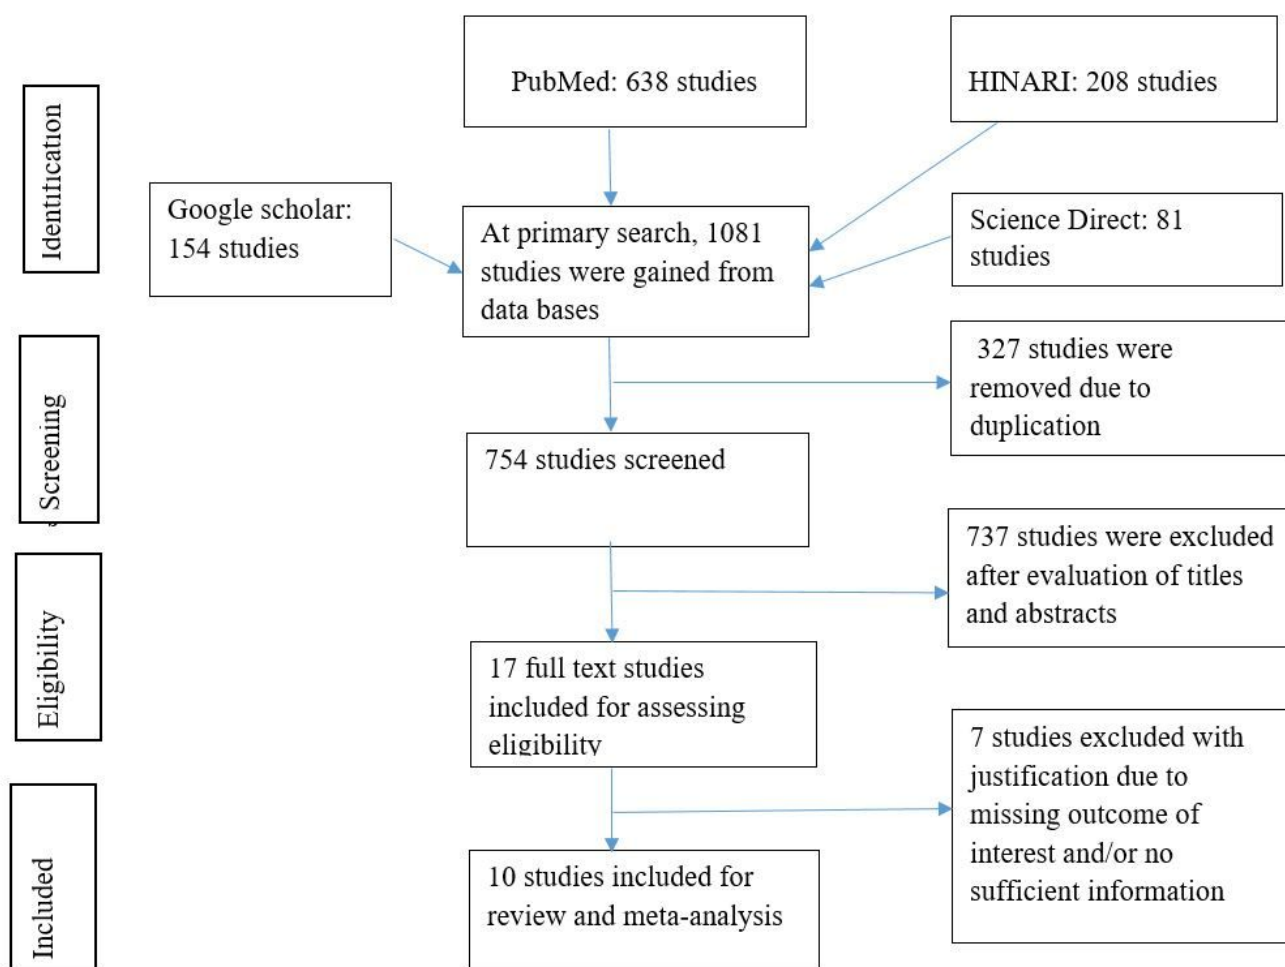 PubMed: 638 studies
HINARI: 208 studies
Identification
Google scholar:
154 studies
At primary search, 1081
studies were gained from
data bases
Science Direct: 81
studies
327 studies were
removed due to
duplication
Screening
754 studies screened
737 studies were excluded
after evaluation of titles
and abstracts
Eligibility
17 full text studies
included for assessing
eligibility
7 studies excluded with
justification due to
missing outcome of
interest and/or no
sufficient information
Included
10 studies included for
review and meta-analysis